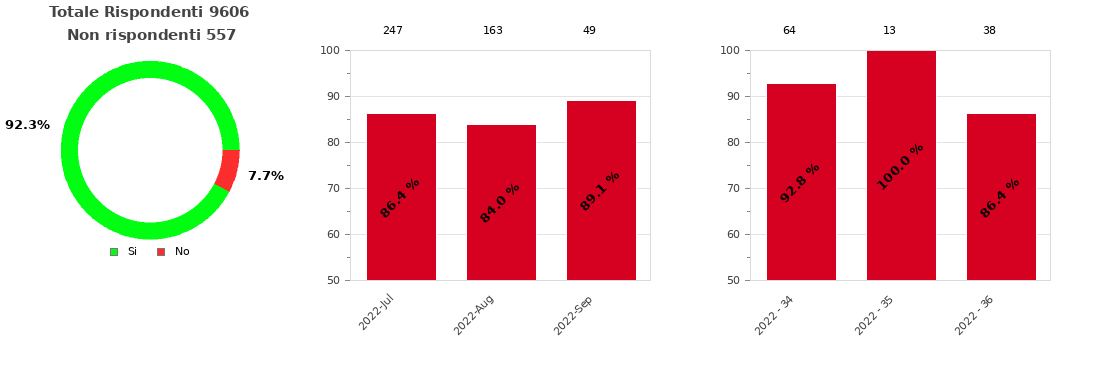 Totale Rispondenti 9606
Non rispondenti 557
92.3%
7.7%
Si
No
247
163
49
100
90
80
70
60
50
86.4 %
84.0 %
89.1 %
2022-Jul
2022-Aug
2022-Sep
64
13
38
100
90
80
70
60
50
92.8 %
100.0 %
86.4 %
2022 - 34
2022 - 35
2022 - 36